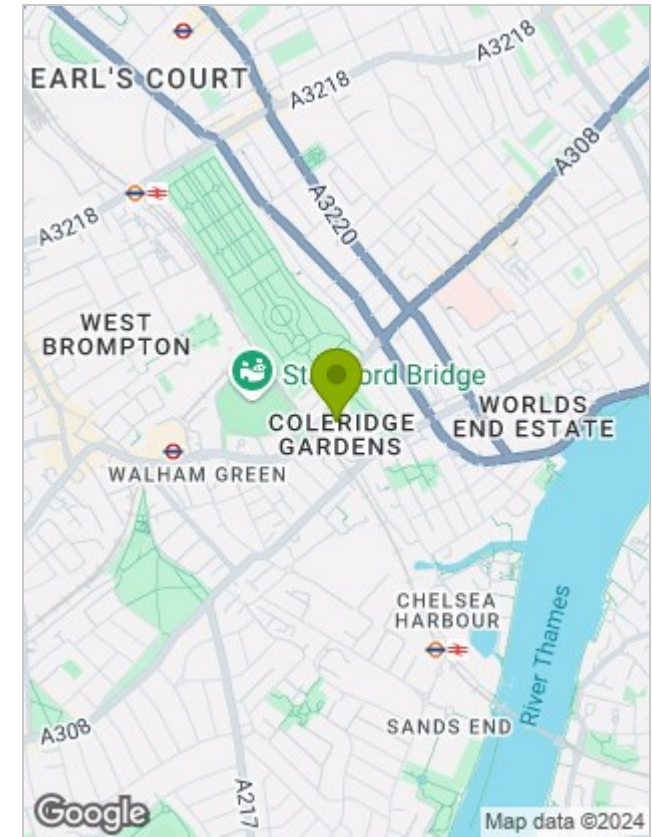 A3218
EARL'S COURT
A3218
A308
A3220
A3218
WEST
BROMPTON
St ord Bridge
COLERIDGE
GARDENS
WORLDS
END ESTATE
WALHAM GREEN
CHELSEA
HARBOUR
River Thames
SANDS END
A308
A217
Google
Map data ©2024